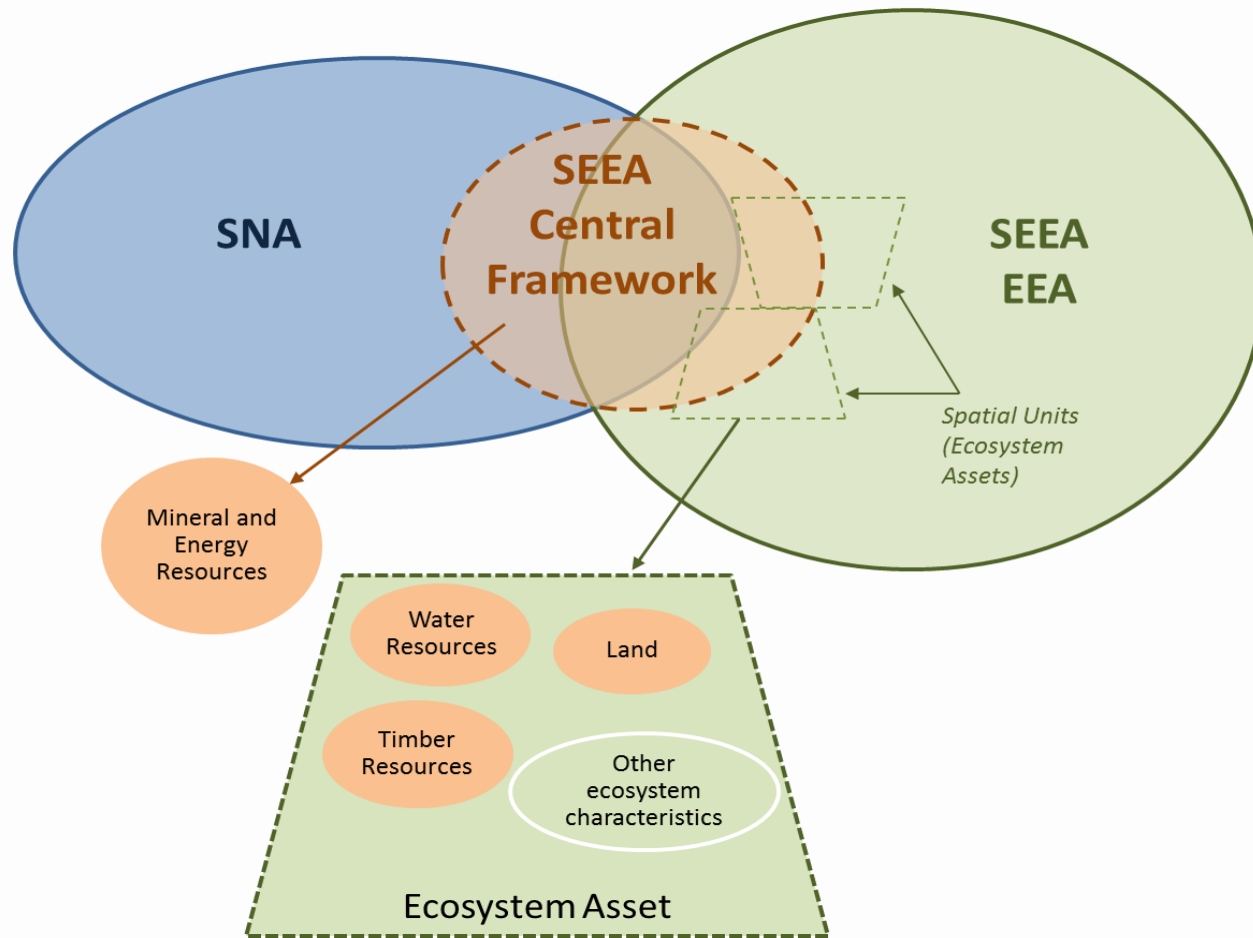 SNA
SEEA
Central
Framework
SEEA
EEA
Spatial Units
(Ecosystem
Assets)
Mineral and
Energy
Resources
Water
Resources
Land
Timber
Resources
Other
ecosystem
characteristics
Ecosystem Asset